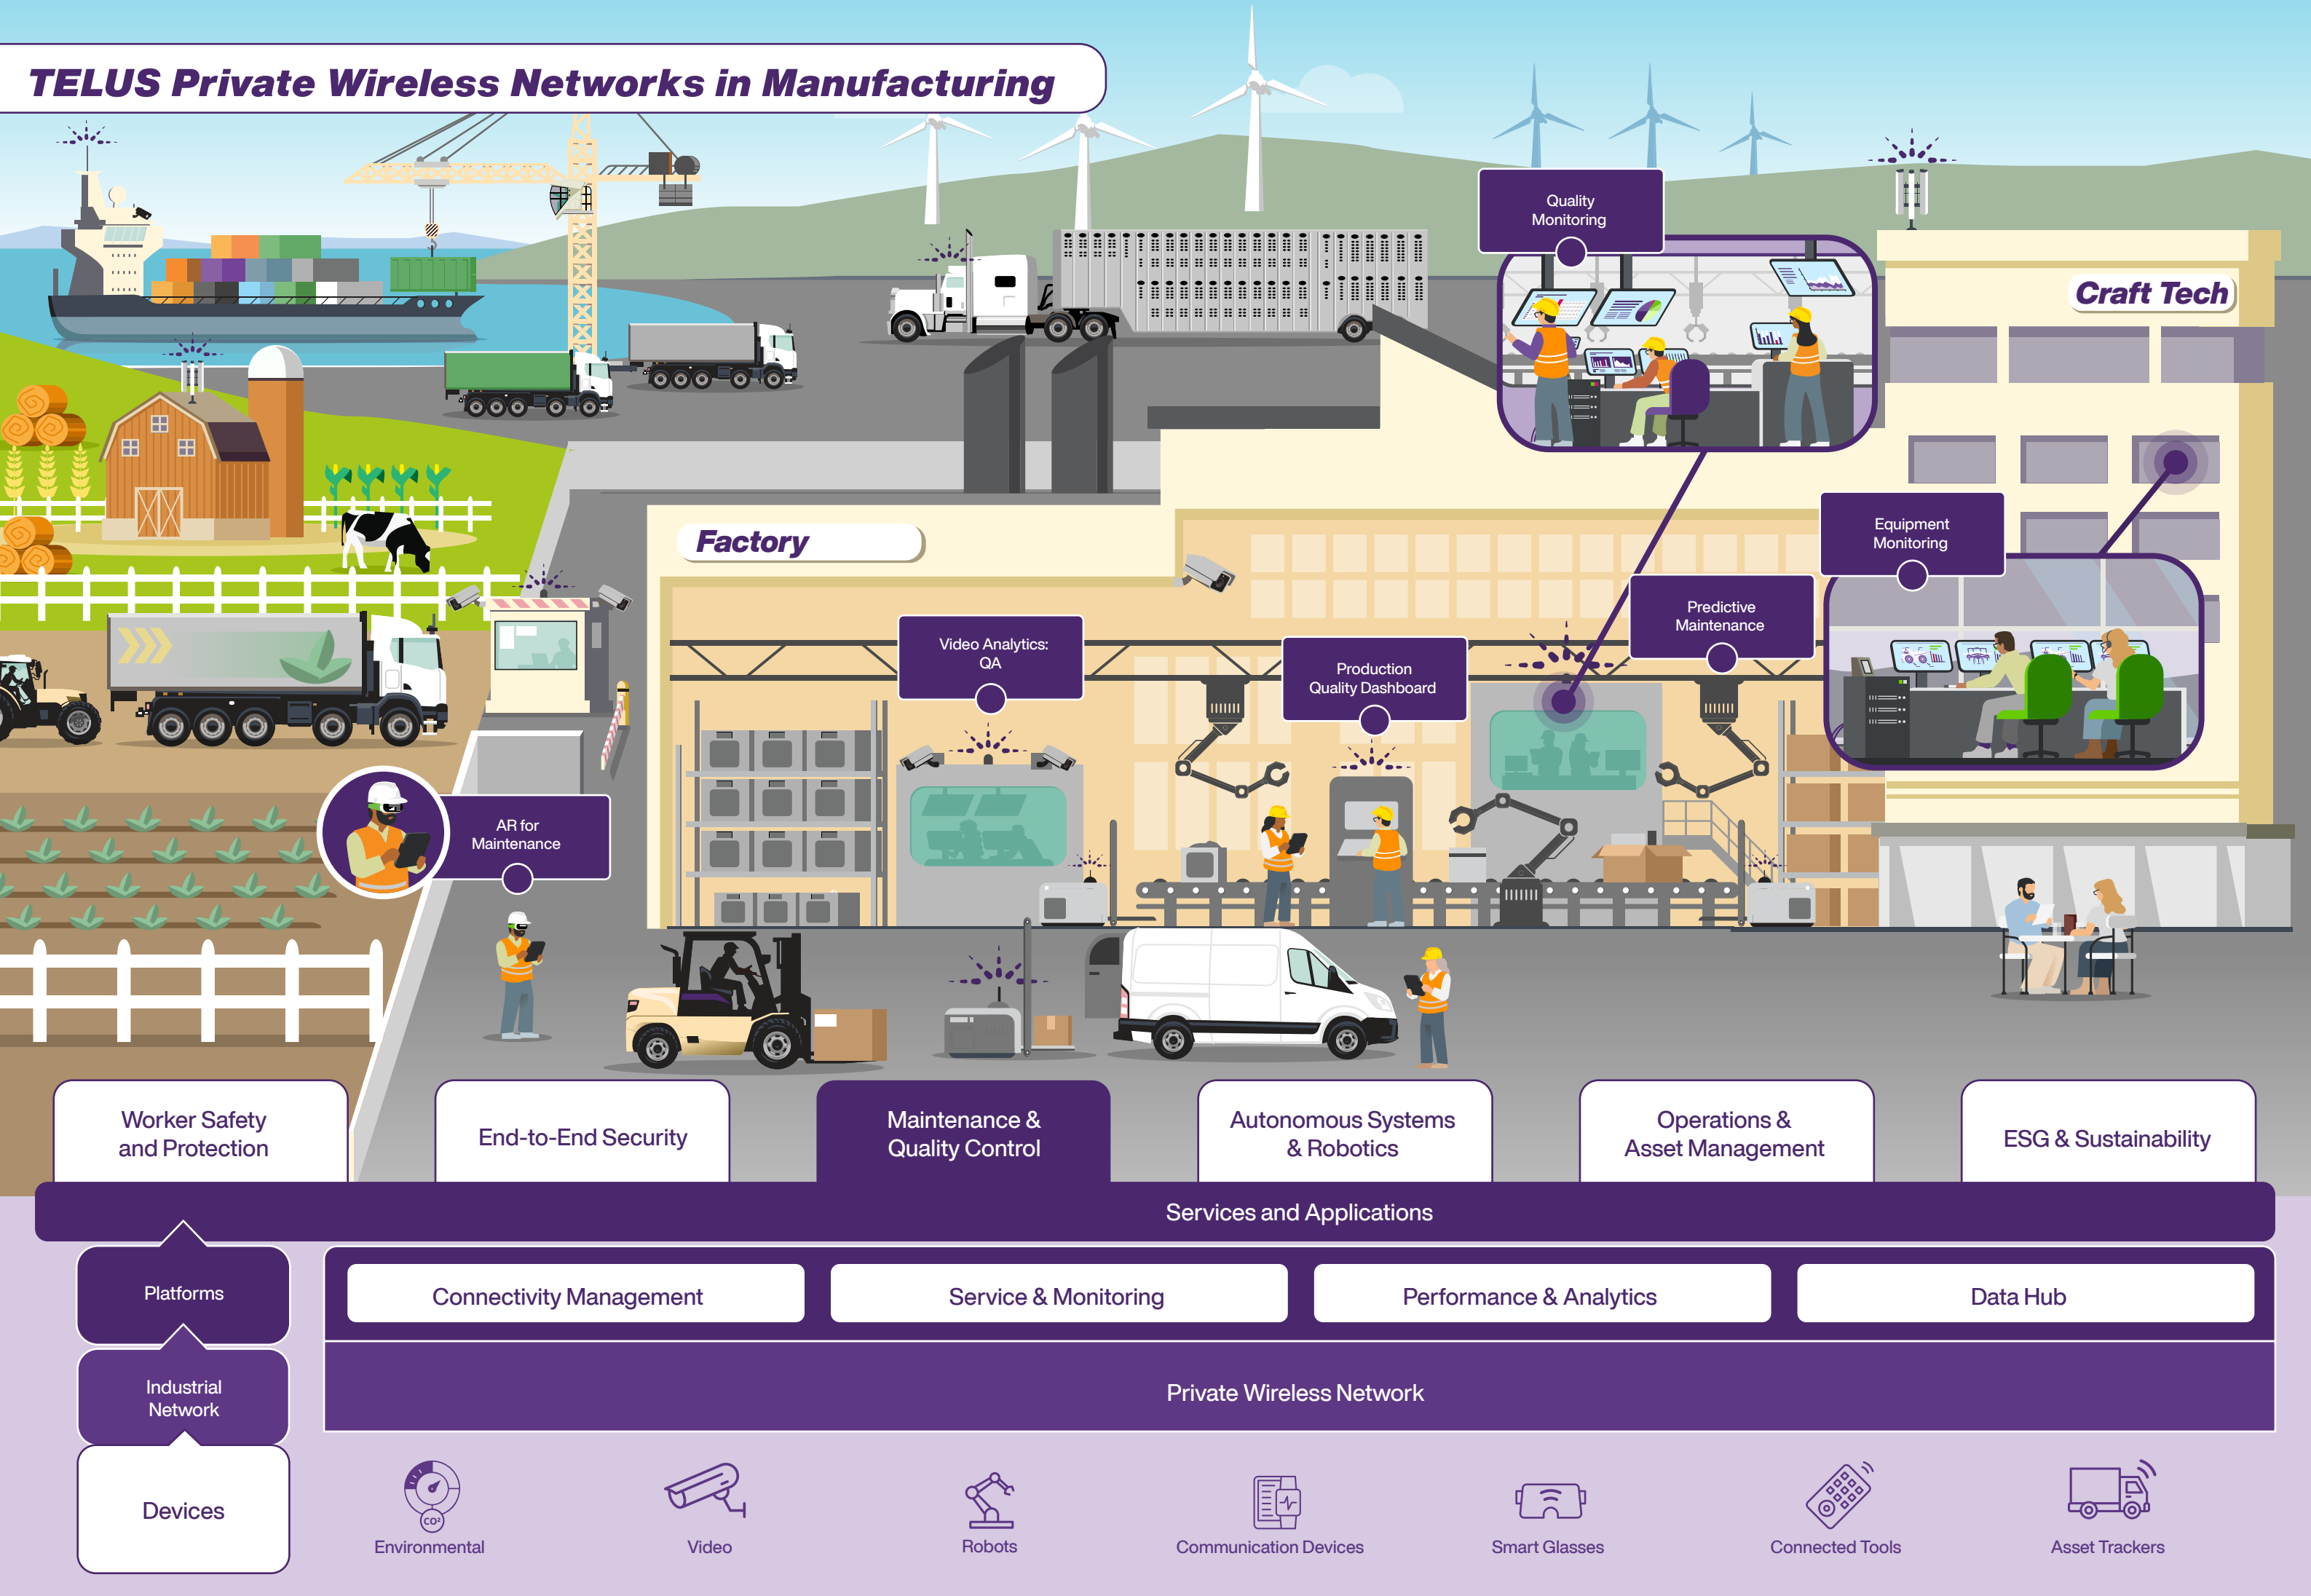 TELUS Private Wireless Networks in Manufacturing
Quality
Monitoring
Craft Tech
Equipment
Monitoring
Factory
Predictive
Maintenance
Video Analytics:
QA
Production
Quality Dashboard
AR for
Maintenance
Worker Safety
and Protection
End-to-End Security
Maintenance &
Quality Control
Autonomous Systems
& Robotics
Operations &
Asset Management
ESG & Sustainability
Services and Applications
Platforms
Connectivity Management
Service & Monitoring
Performance & Analytics
Data Hub
Industrial
Network
Private Wireless Network
Devices
CO²
Environmental
Video
Robots
Communication Devices
Smart Glasses
Connected Tools
Asset Trackers